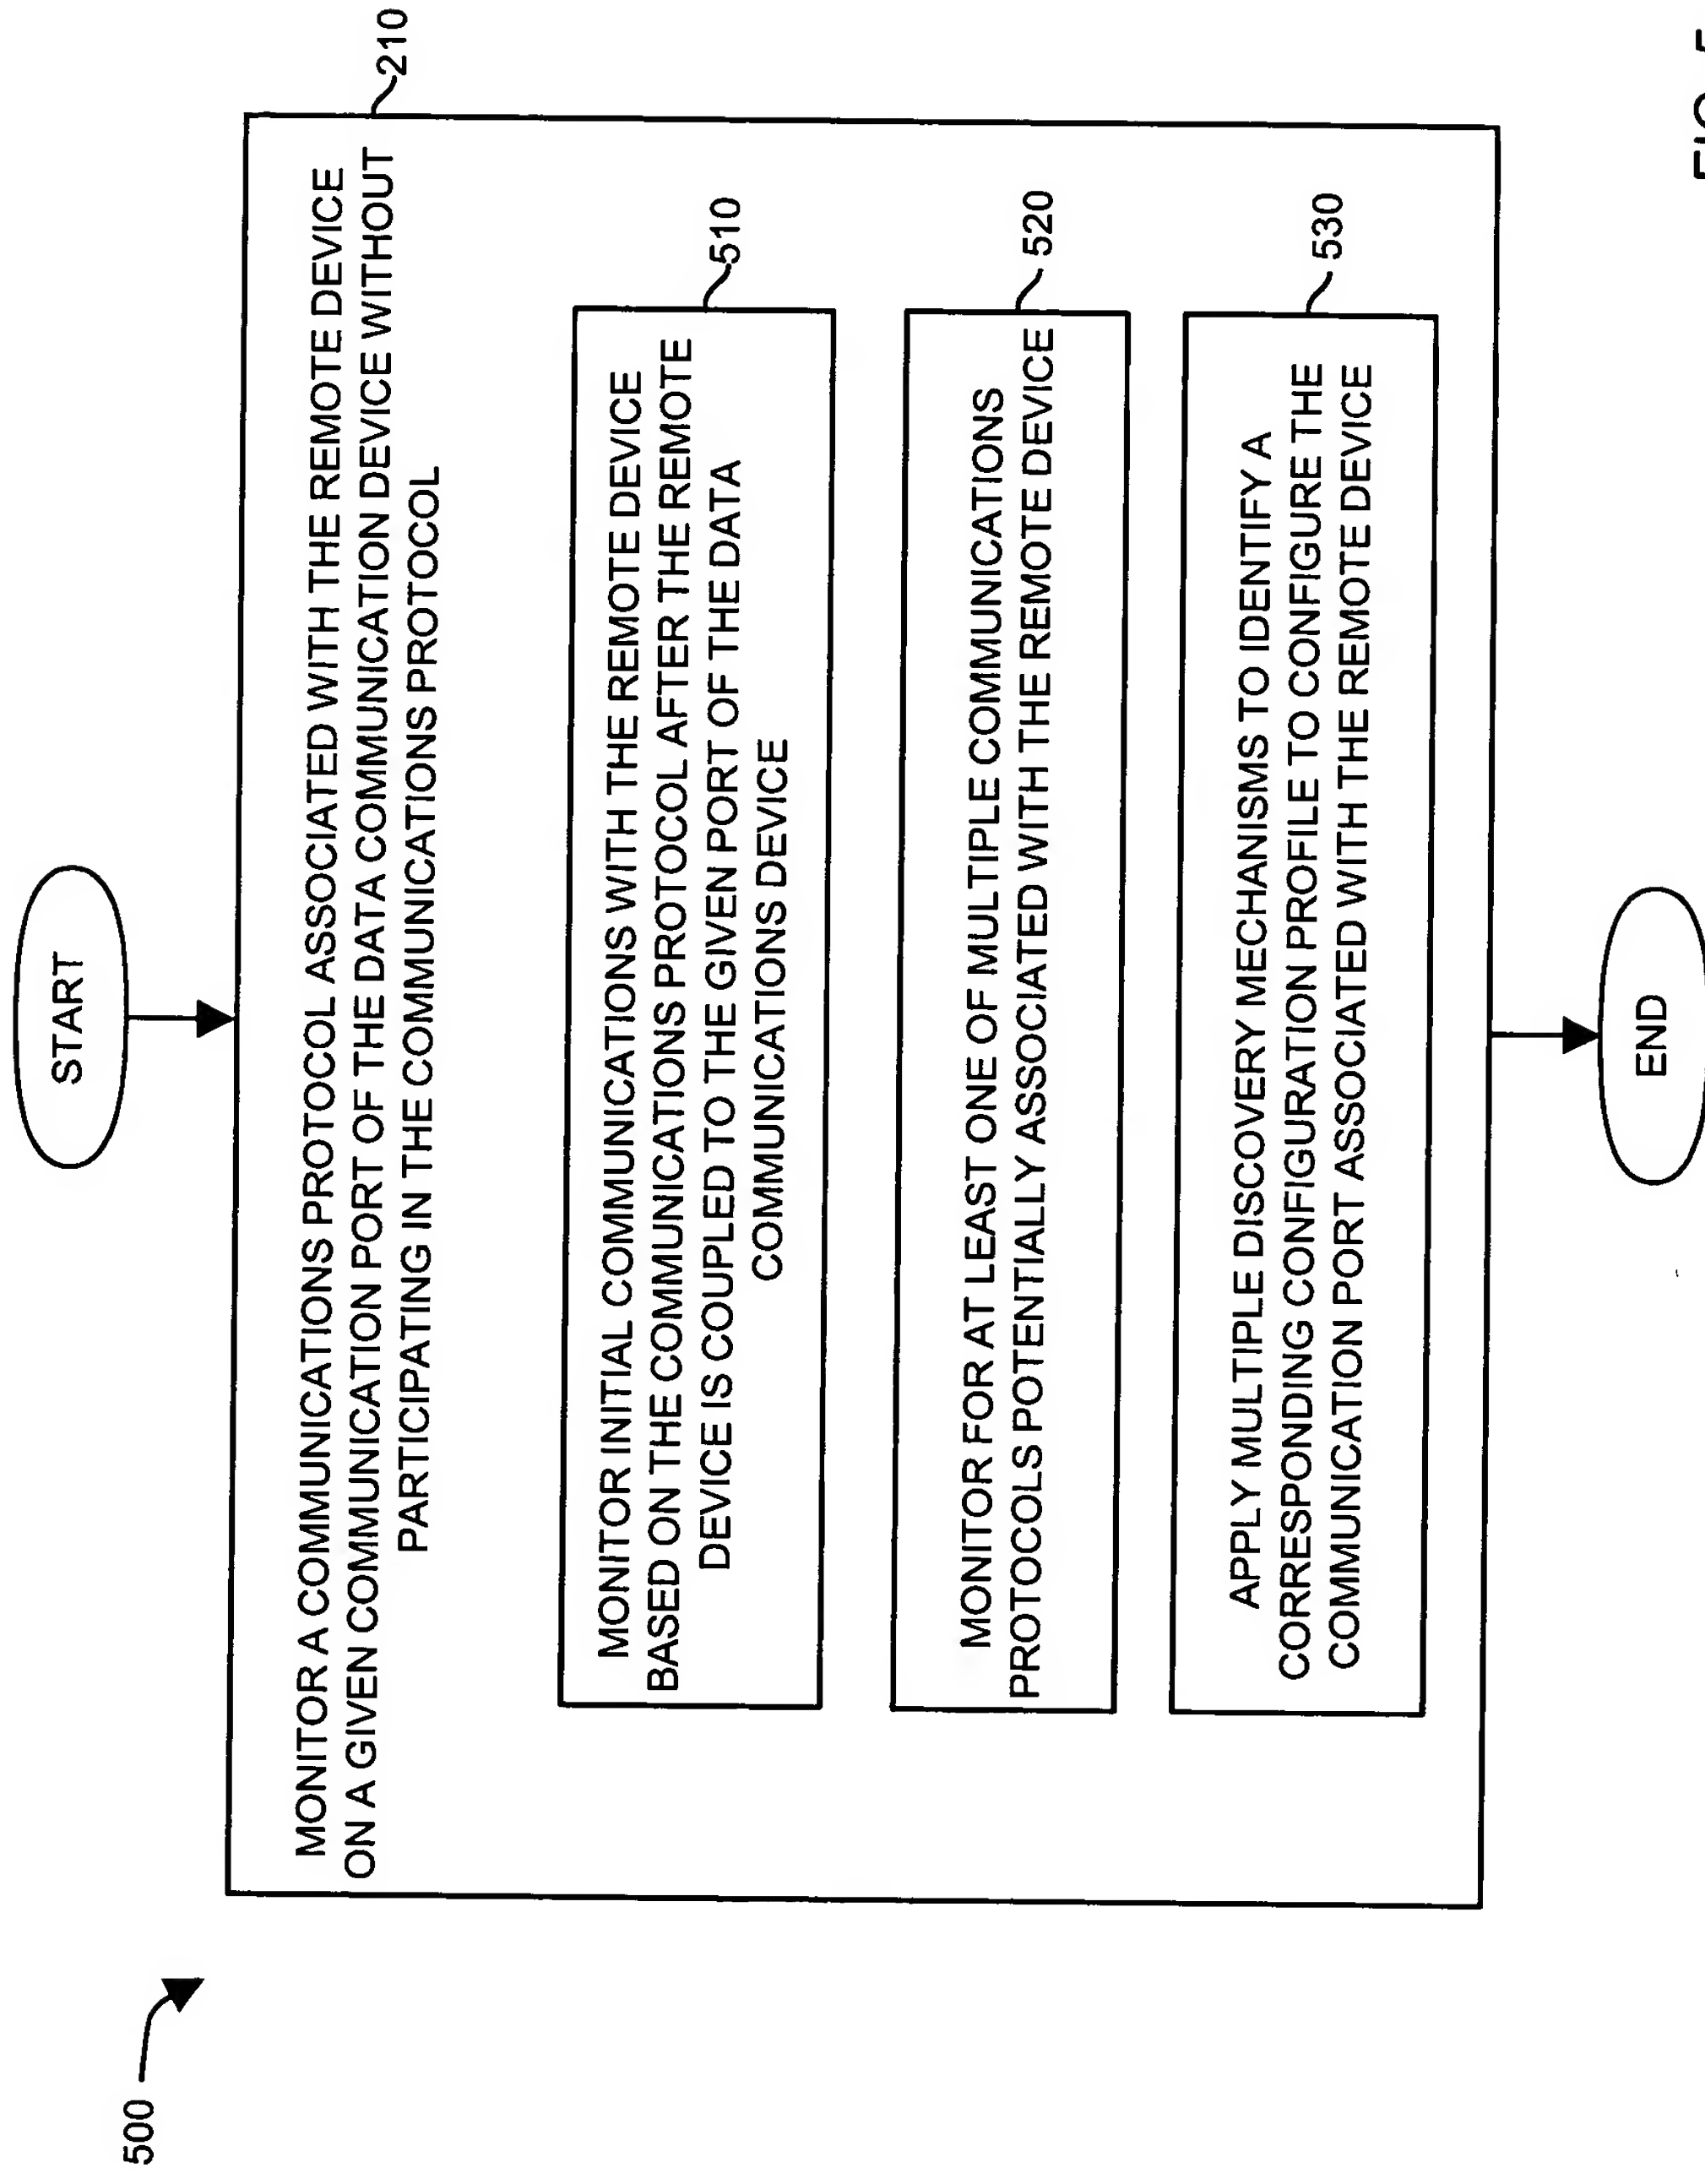 500
START
210
MONITOR A COMMUNICATIONS PROTOCOL ASSOCIATED WITH THE REMOTE DEVICE
ON A GIVEN COMMUNICATION PORT OF THE DATA COMMUNICATION DEVICE WITHOUT
PARTICIPATING IN THE COMMUNICATIONS PROTOCOL
510
MONITOR INITIAL COMMUNICATIONS WITH THE REMOTE DEVICE
BASED ON THE COMMUNICATIONS PROTOCOL AFTER THE REMOTE
DEVICE IS COUPLED TO THE GIVEN PORT OF THE DATA
COMMUNICATIONS DEVICE
520
MONITOR FOR AT LEAST ONE OF MULTIPLE COMMUNICATIONS
PROTOCOLS POTENTIALLY ASSOCIATED WITH THE REMOTE DEVICE
530
APPLY MULTIPLE DISCOVERY MECHANISMS TO IDENTIFY A
CORRESPONDING CONFIGURATION PROFILE TO CONFIGURE THE
COMMUNICATION PORT ASSOCIATED WITH THE REMOTE DEVICE
END